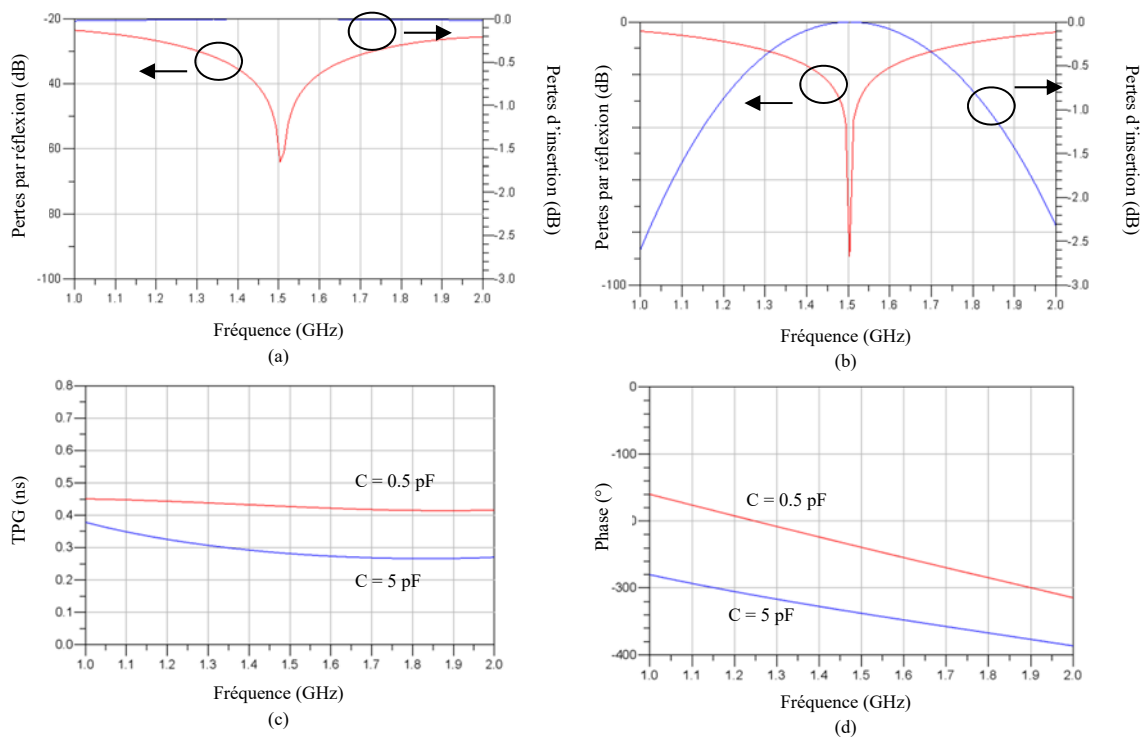 Pertes par réflexion (dB)
-20
-40
60
80
-100
0.0
-0.5
-1.0
-1.5
-2.0
-2.5
-3.0
Pertes d'insertion
(dB)
1.0 1.1 1.2 1.3 1.4 1.5 1.6 1.7 1.8 1.9 2.0
Fréquence (GHz)
(a)
Pertes par réflexion (dB)
0
-100
0.0
-0.5
-1.0
-1.5
-2.0
-2.5
-3.0
Pertes d'insertion
(dB)
1.0 1.1 1.2 1.3 1.4 1.5 1.6 1.7 1.8 1.9 2.0
Fréquence (GHz)
(b)
TPG (ns)
0.8
0.7
0.6
0.5
0.4
0.3
0.2
0.1
0.0
C = 0.5 pF
C = 5 pF
1.0 1.1 1.2 1.3 1.4 1.5 1.6 1.7 1.8 1.9 2.0
Fréquence (GHz)
(c)
Phase (°)
0
-100
0
-300
-400
C = 0.5 pF
C = 5 pF
1.0 1.1 1.2 1.3 1.4 1.5 1.6 1.7 1.8 1.9 2.0
Fréquence (GHz)
(d)